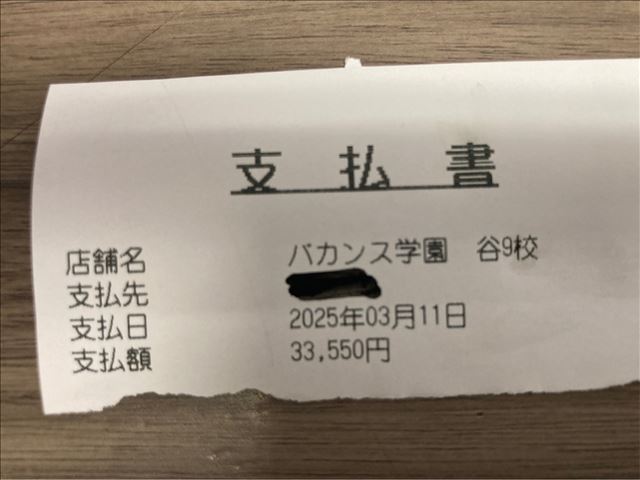 支払書
店舗名 バカンス学園 谷9校
支払先
支払日 2025年03月11日
支払額 33,550円